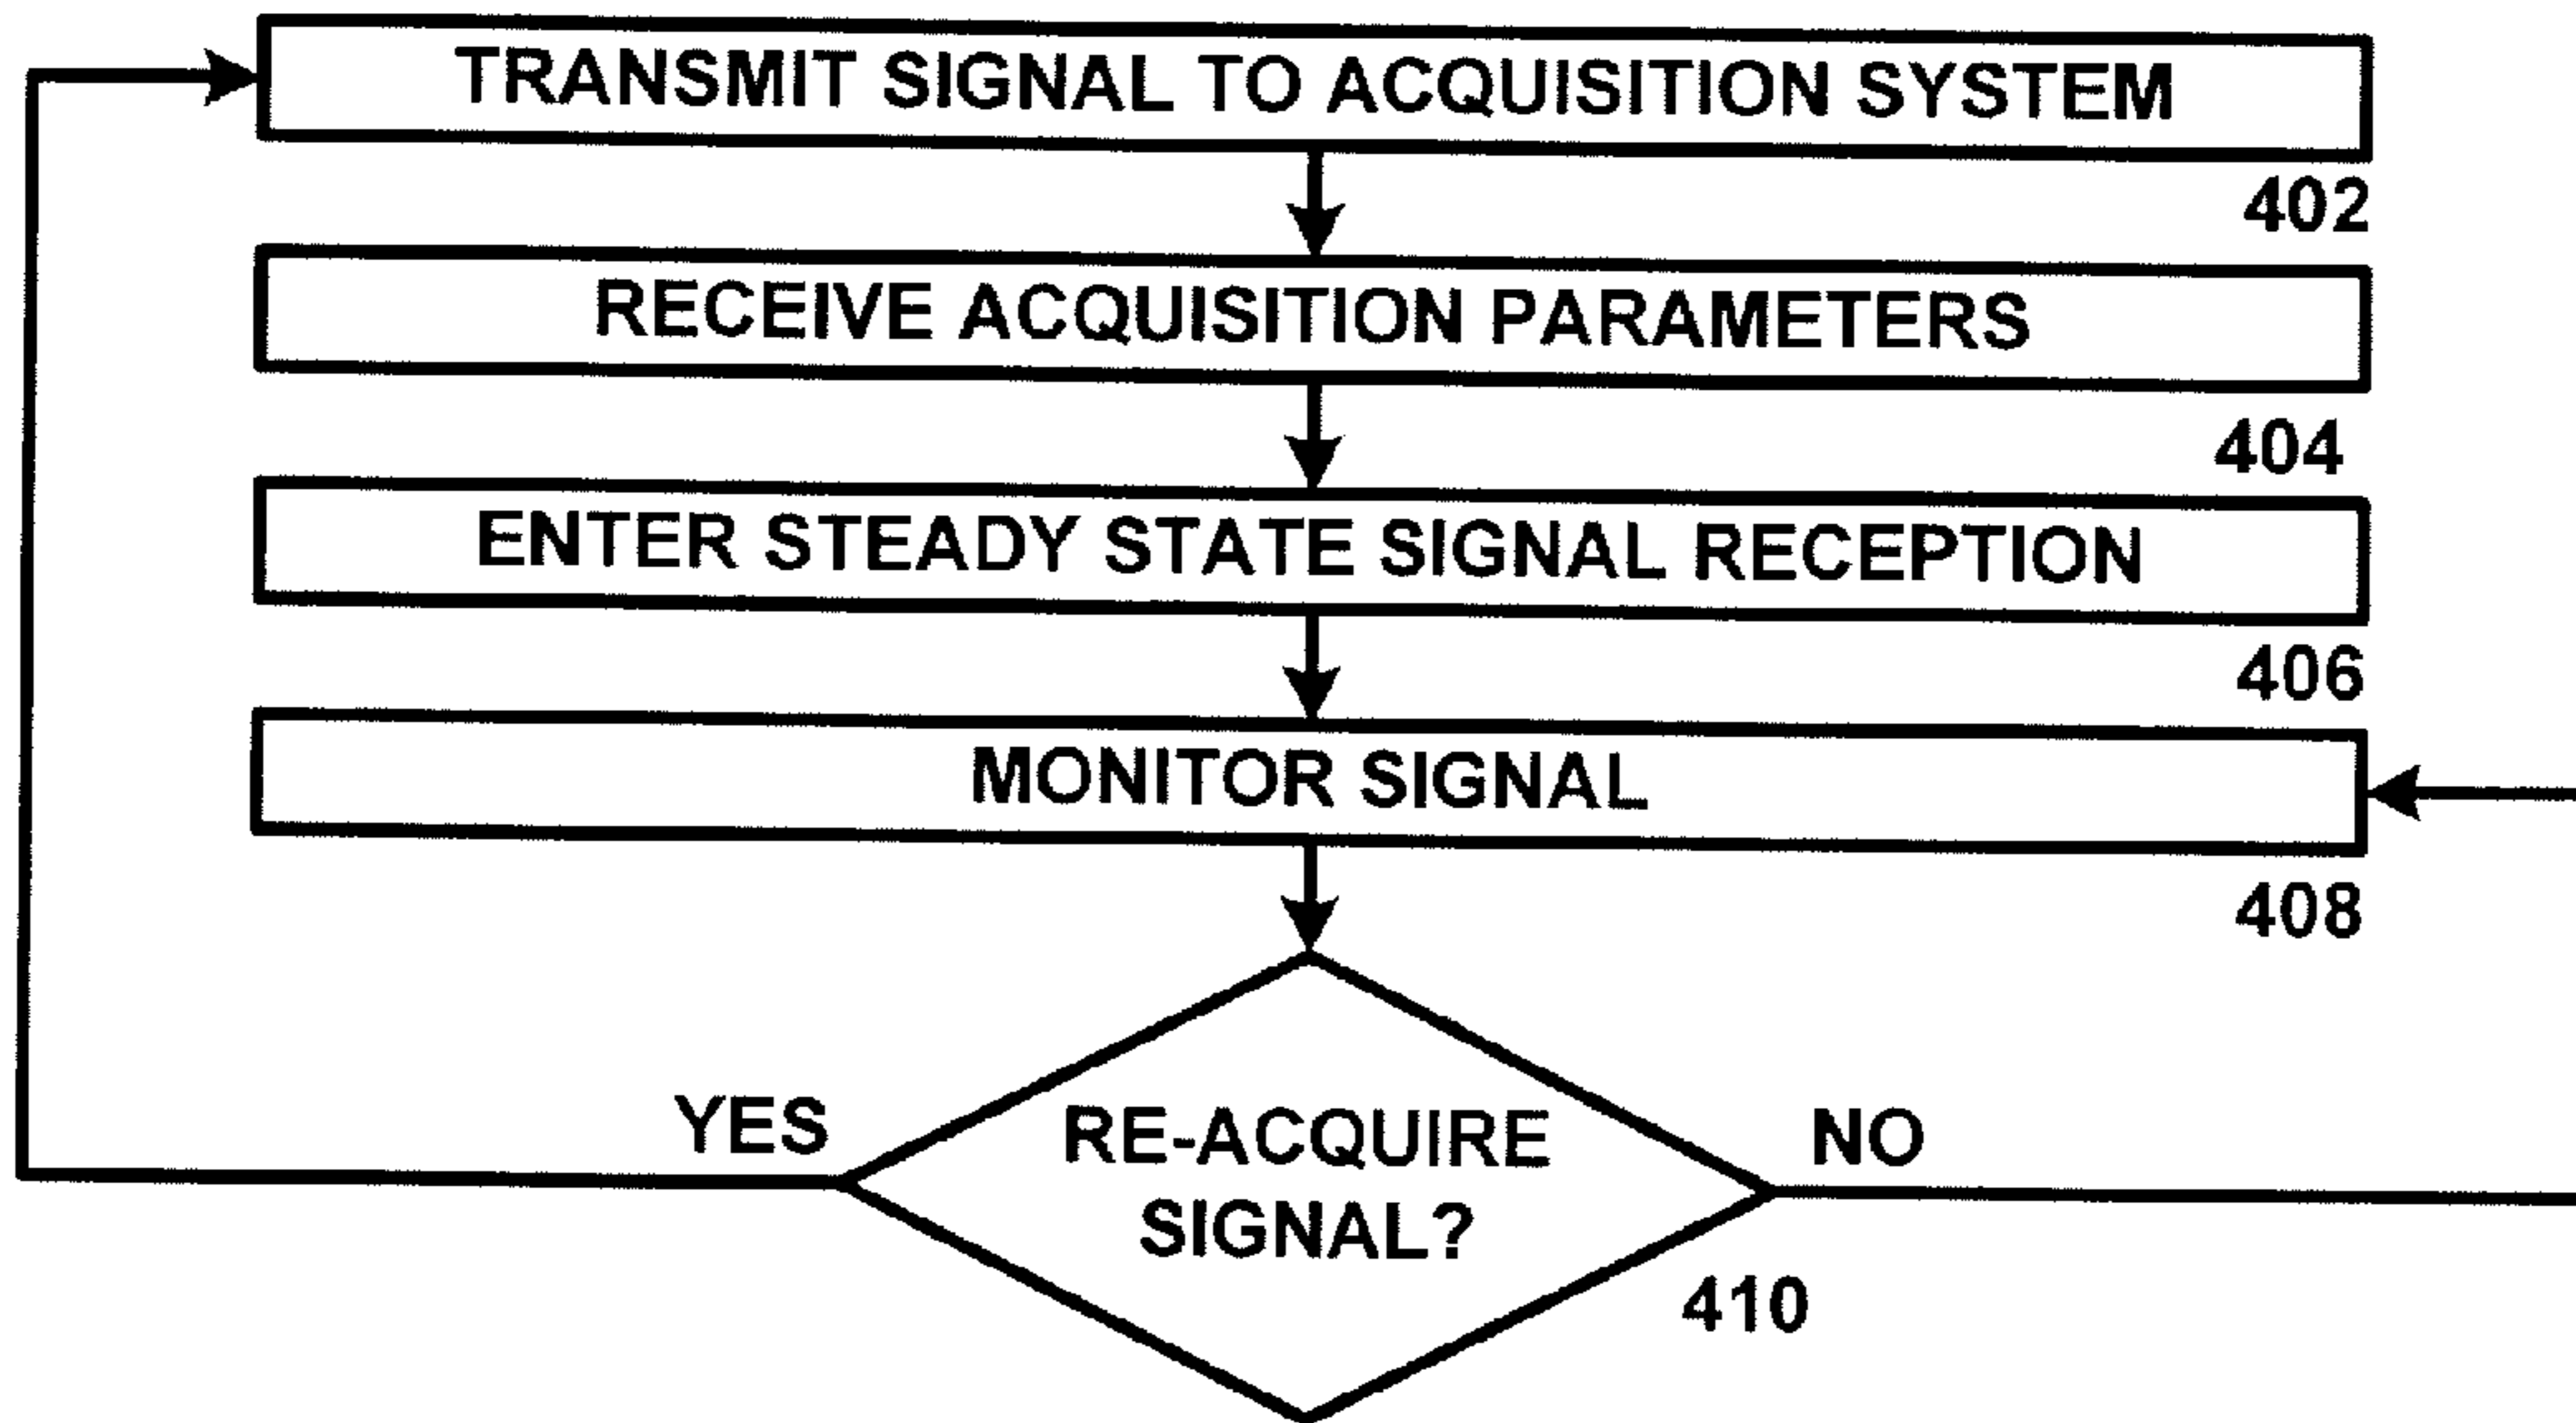 TRANSMIT SIGNAL TO ACQUISITION SYSTEM
402
RECEIVE ACQUISITION PARAMETERS
404
ENTER STEADY STATE SIGNAL RECEPTION
406
MONITOR SIGNAL
408
YES
RE-ACQUIRE
SIGNAL?
NO
410